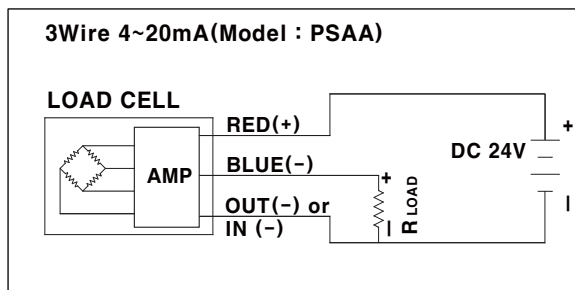 3Wire 4~20mA(Model : PSAA)
LOAD CELL
RED(+)
BLUE(-)
AMP
OUT(-) or
IN (-)
+
R LOAD
DC 24V
+